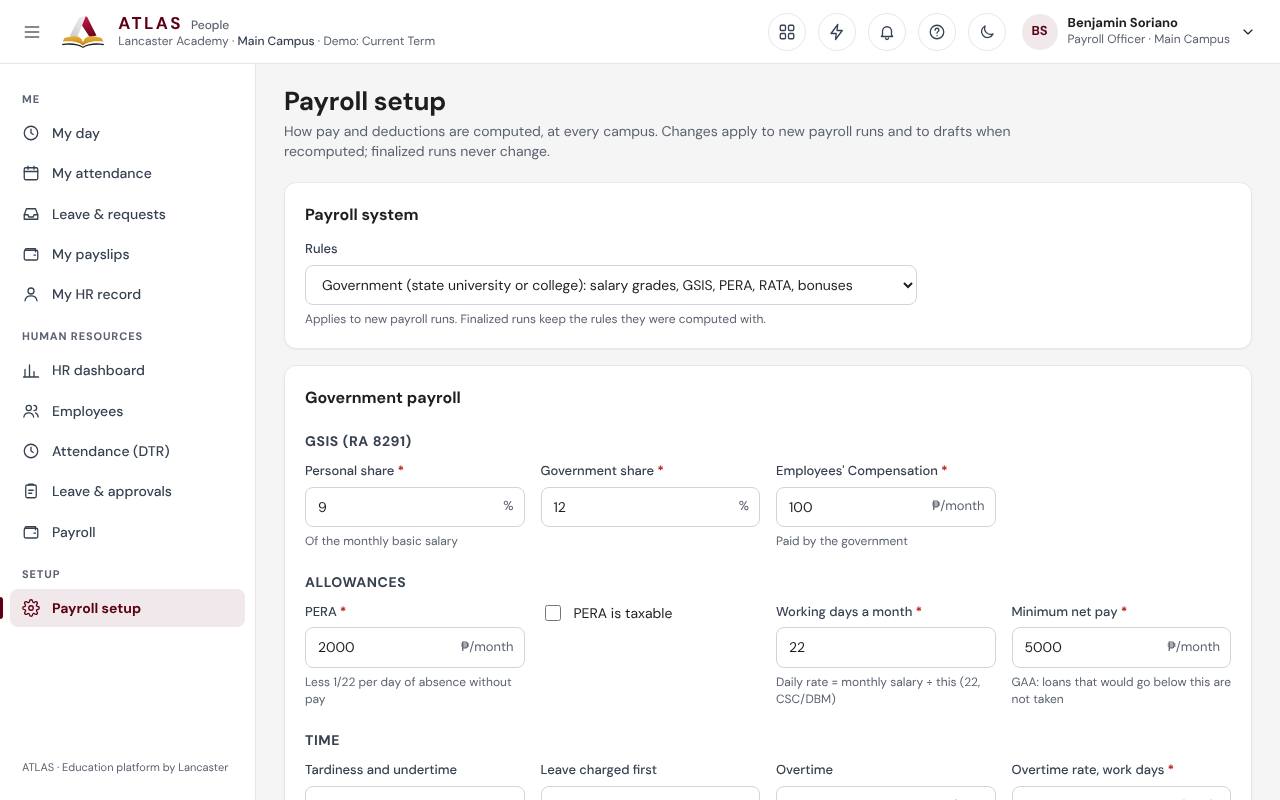 ATLAS People
Lancaster Academy · Main Campus · Demo: Current Term
BS
Benjamin Soriano
Payroll Officer · Main Campus
ME
My day
My attendance
Leave & requests
My payslips
My HR record
HUMAN RESOURCES
HR dashboard
Employees
Attendance (DTR)
Leave & approvals
Payroll
SETUP
Payroll setup
ATLAS · Education platform by Lancaster
Payroll setup
How pay and deductions are computed, at every campus. Changes apply to new payroll runs and to drafts when
recomputed; finalized runs never change.
Payroll system
Rules
Government (state university or college): salary grades, GSIS, PERA, RATA, bonuses
Applies to new payroll runs. Finalized runs keep the rules they were computed with.
Government payroll
GSIS (RA 8291)
Personal share * Government share * Employees' Compensation *
9 % 12 % 100 ₱/month
Of the monthly basic salary Paid by the government
ALLOWANCES
PERA * PERA is taxable Working days a month * Minimum net pay *
2000 ₱/month 22 5000 ₱/month
Less 1/22 per day of absence without Daily rate = monthly salary ÷ this (22, GAA: loans that would go below this are
pay CSC/DBM) not taken
TIME
Tardiness and undertime Leave charged first Overtime Overtime rate, work days *